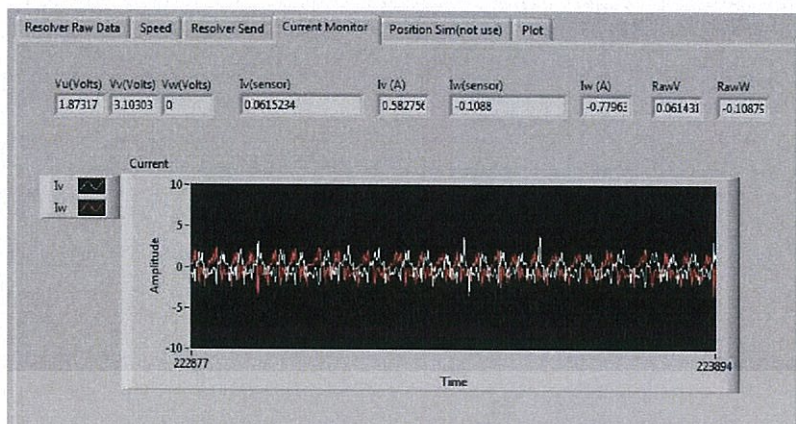 Resolver Raw Data Speed Resolver Send Current Monitor Position Sim(not use) Plot
Vu(Volts) Vv(Volts) Vw(Volts) Iv(sensor) Iv (A) Iw(sensor) Iw (A) RawV RawW
1.87317 3.10303 0 0.0615234 0.58275 -0.1088 -0.7796 0.061431 -0.10875
Current
Iv
Iw
10
5
0
-5
-10
Amplitude
222877 223894
Time